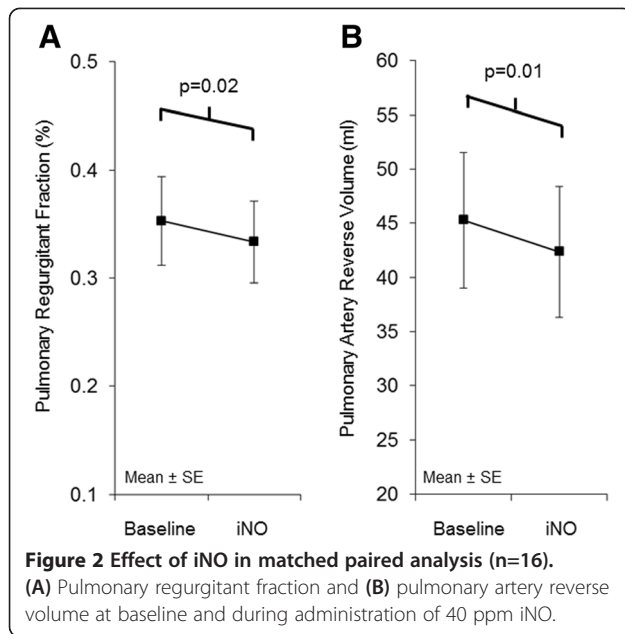 A
p=0.02
Pulmonary Regurgitant Fraction (%)
0.5
0.4
0.3
0.2
0.1
Mean ± SE
Baseline
iNO
B
p=0.01
Pulmonary Artery Reverse Volume (ml)
60
55
50
45
40
35
30
25
20
Mean ± SE
Baseline
iNO
Figure 2 Effect of iNO in matched paired analysis (n=16).
(A) Pulmonary regurgitant fraction and (B) pulmonary artery reverse
volume at baseline and during administration of 40 ppm iNO.